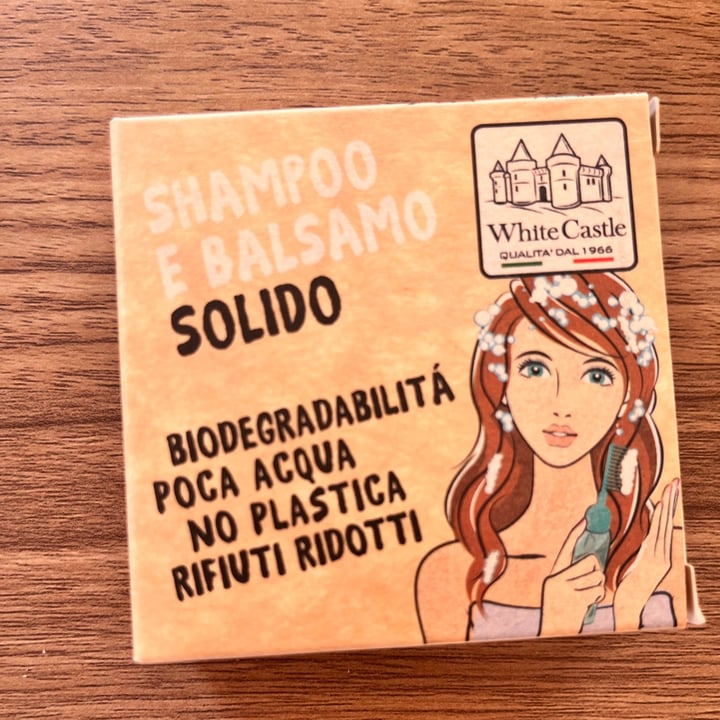 SHAMPOO
E BALSAMO
SOLIDO
White Castle
QUALITA' DAL 1966
BIODEGRADABILITÁ
POCA ACQUA
NO PLASTICA
RIFIUTI RIDOTTI